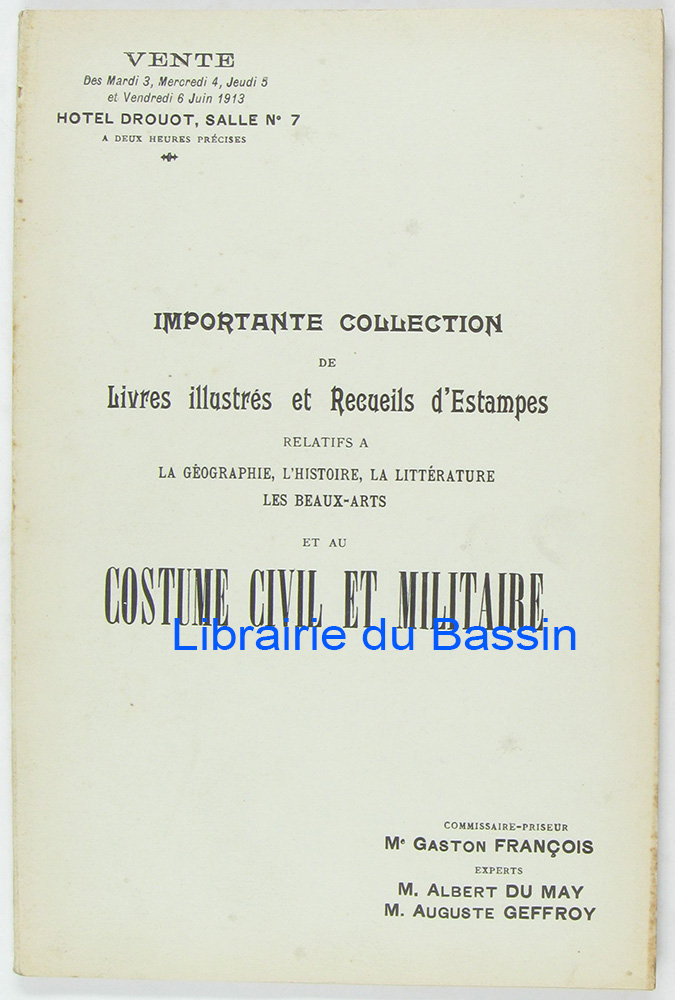 VENTE
Des Mardi 3, Mercredi 4, Jeudi 5
et Vendredi 6 Juin 1913
HOTEL DROUOT, SALLE N° 7
A DEUX HEURES PRÉCISES
IMPORTANTE COLLECTION
DE
Livres illustrés et Recueils d'Estampes
RELATIFS A
LA GÉOGRAPHIE, L'HISTOIRE, LA LITTÉRATURE
LES BEAUX-ARTS
ET AU
COSTUME CIVIL ET MILITAIRE
Librairie du Bassin
COMMISSAIRE-PRISEUR
Me GASTON FRANÇOIS
EXPERTS
M. ALBERT DU MAY
M. AUGUSTE GEFFROY